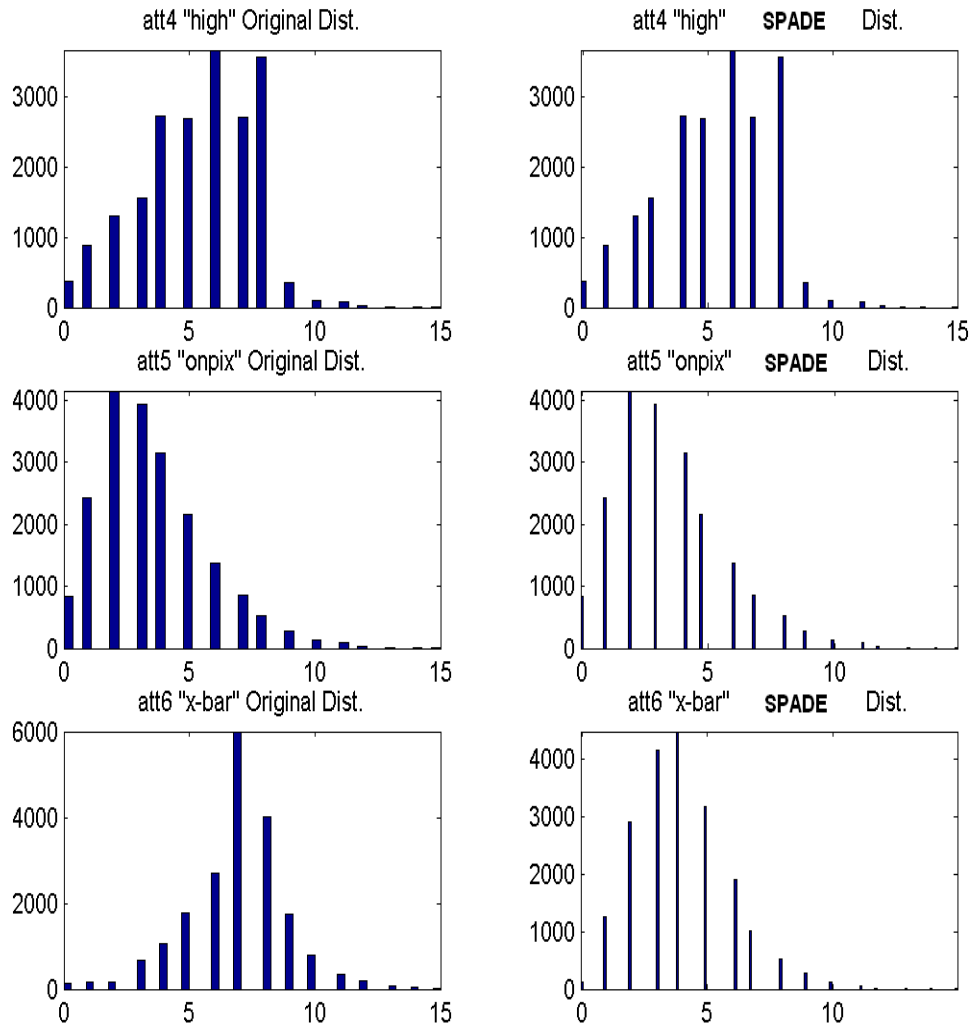 att4 "high" Original Dist.
att4 "high" SPADE Dist.
3000
2000
1000
0
0 5 10 15
3000
2000
1000
0
0 5 10 15
att5 "onpix" Original Dist.
att5 "onpix" SPADE Dist.
4000
3000
2000
1000
0
0 5 10 15
4000
3000
2000
1000
0
0 5 10
att6 "x-bar" Original Dist.
att6 "x-bar" SPADE Dist.
6000
4000
2000
0
0 5 10 15
4000
3000
2000
1000
0
0 5 10 15